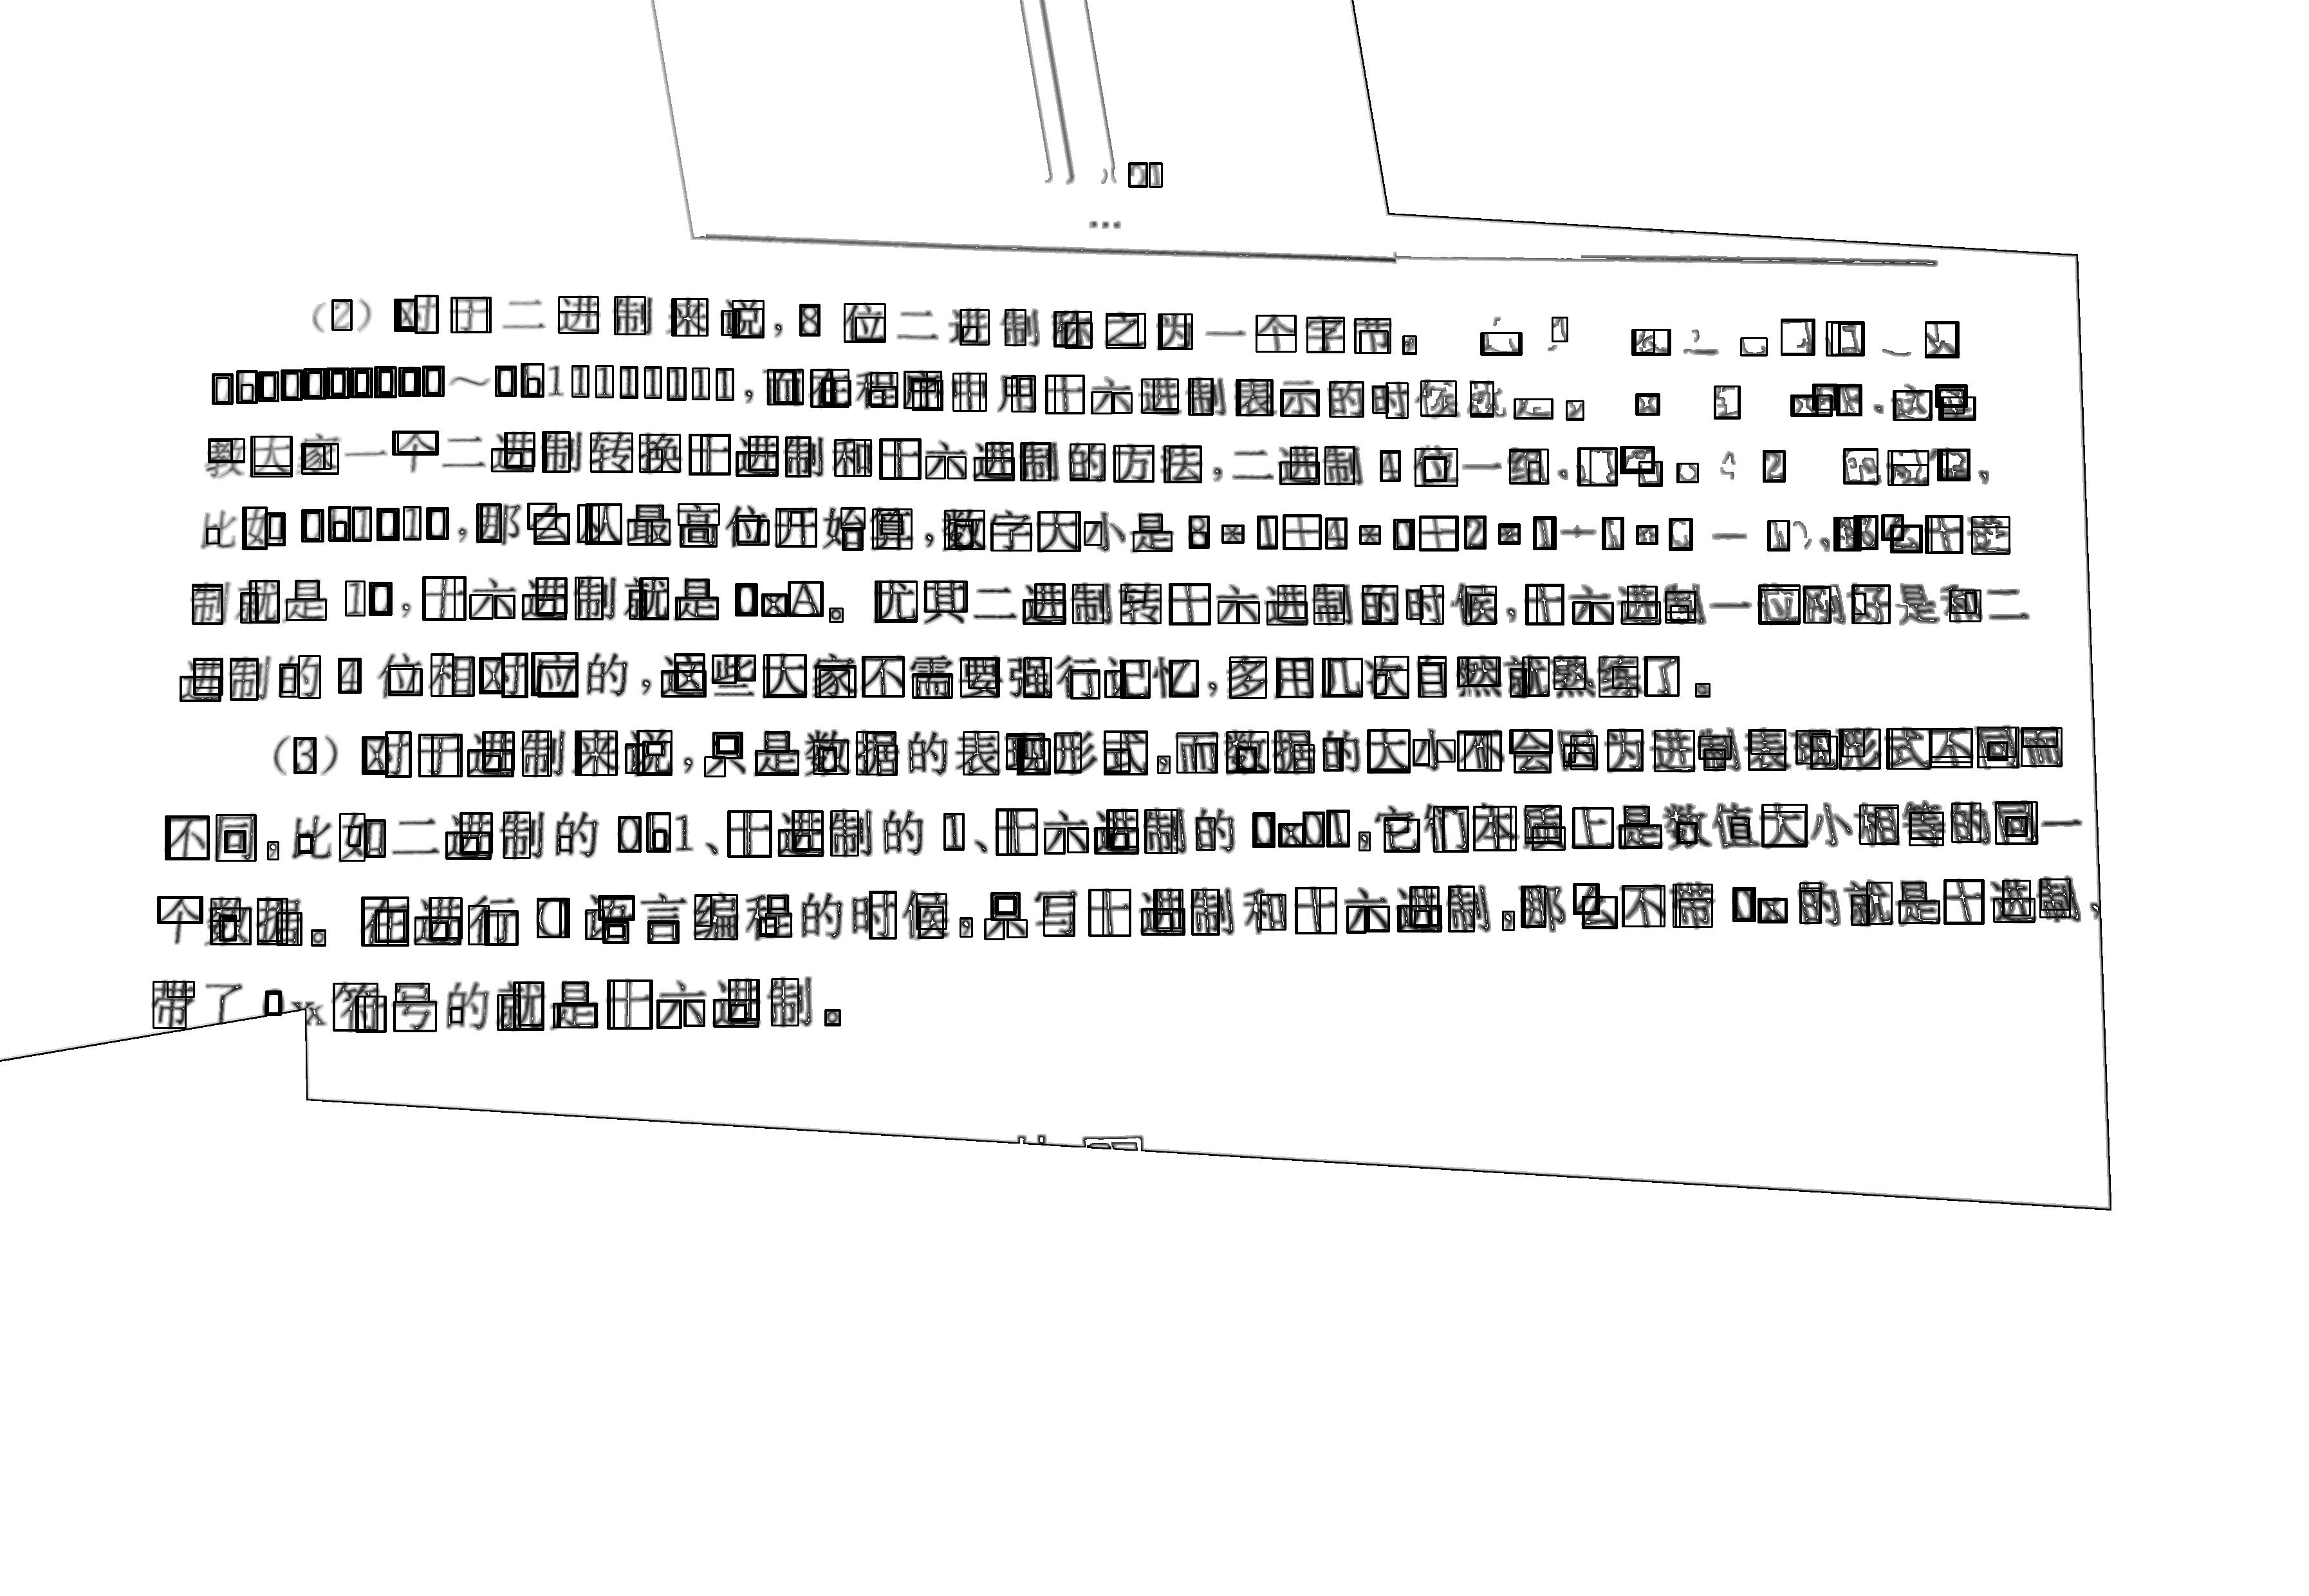 (2) 对于二进制来说,8 位二进制称之为一个字节.
0b00000000～0b11111111,而在程序中用十六进制表示的时候就
教大家一个二进制转换十进制和十六进制的方法,二进制 4 位一组.
比如 0b1010,那么从最高位开始算,数字大小是 8*1十4*0十2*1+1*0 — ,那么十进
制就是 10,十六进制就是 0xA。尤其二进制转十六进制的时候,十六进制一位刚好是和二
进制的 4 位相对应的,这些大家不需要强行记忆,多用几次自然就熟练了。
(3) 对于进制来说,只是数据的表现形式,而数据的大小不会因为进制表现形式不同而
不同,比如二进制的 0b1、十进制的 1、十六进制的 0x01,它们本质上是数值大小相等的同一
个数据。在进行 C 语言编程的时候,只写十进制和十六进制,那么不带 0x 的就是十进制,
带了 0x 符号的就是十六进制。